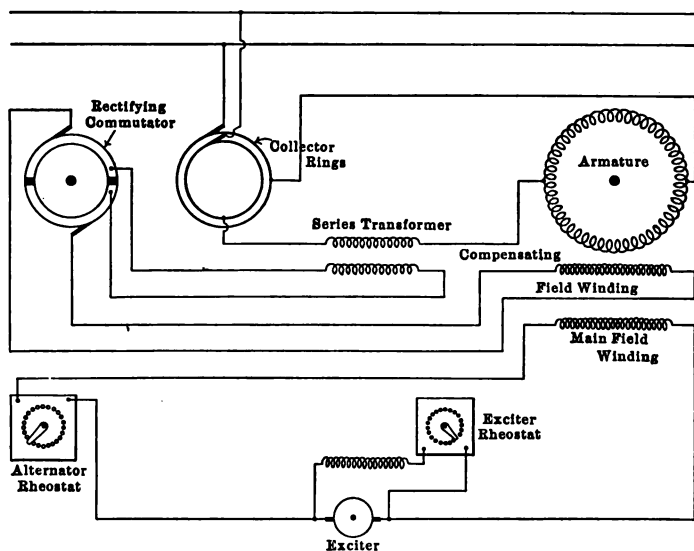 Rectifying
Commutator
Collector
Rings
Armature
Series Transformer
Compensating
Field Winding
Main Field
Winding
Exciter
Rheostat
Alternator
Rheostat
Exciter